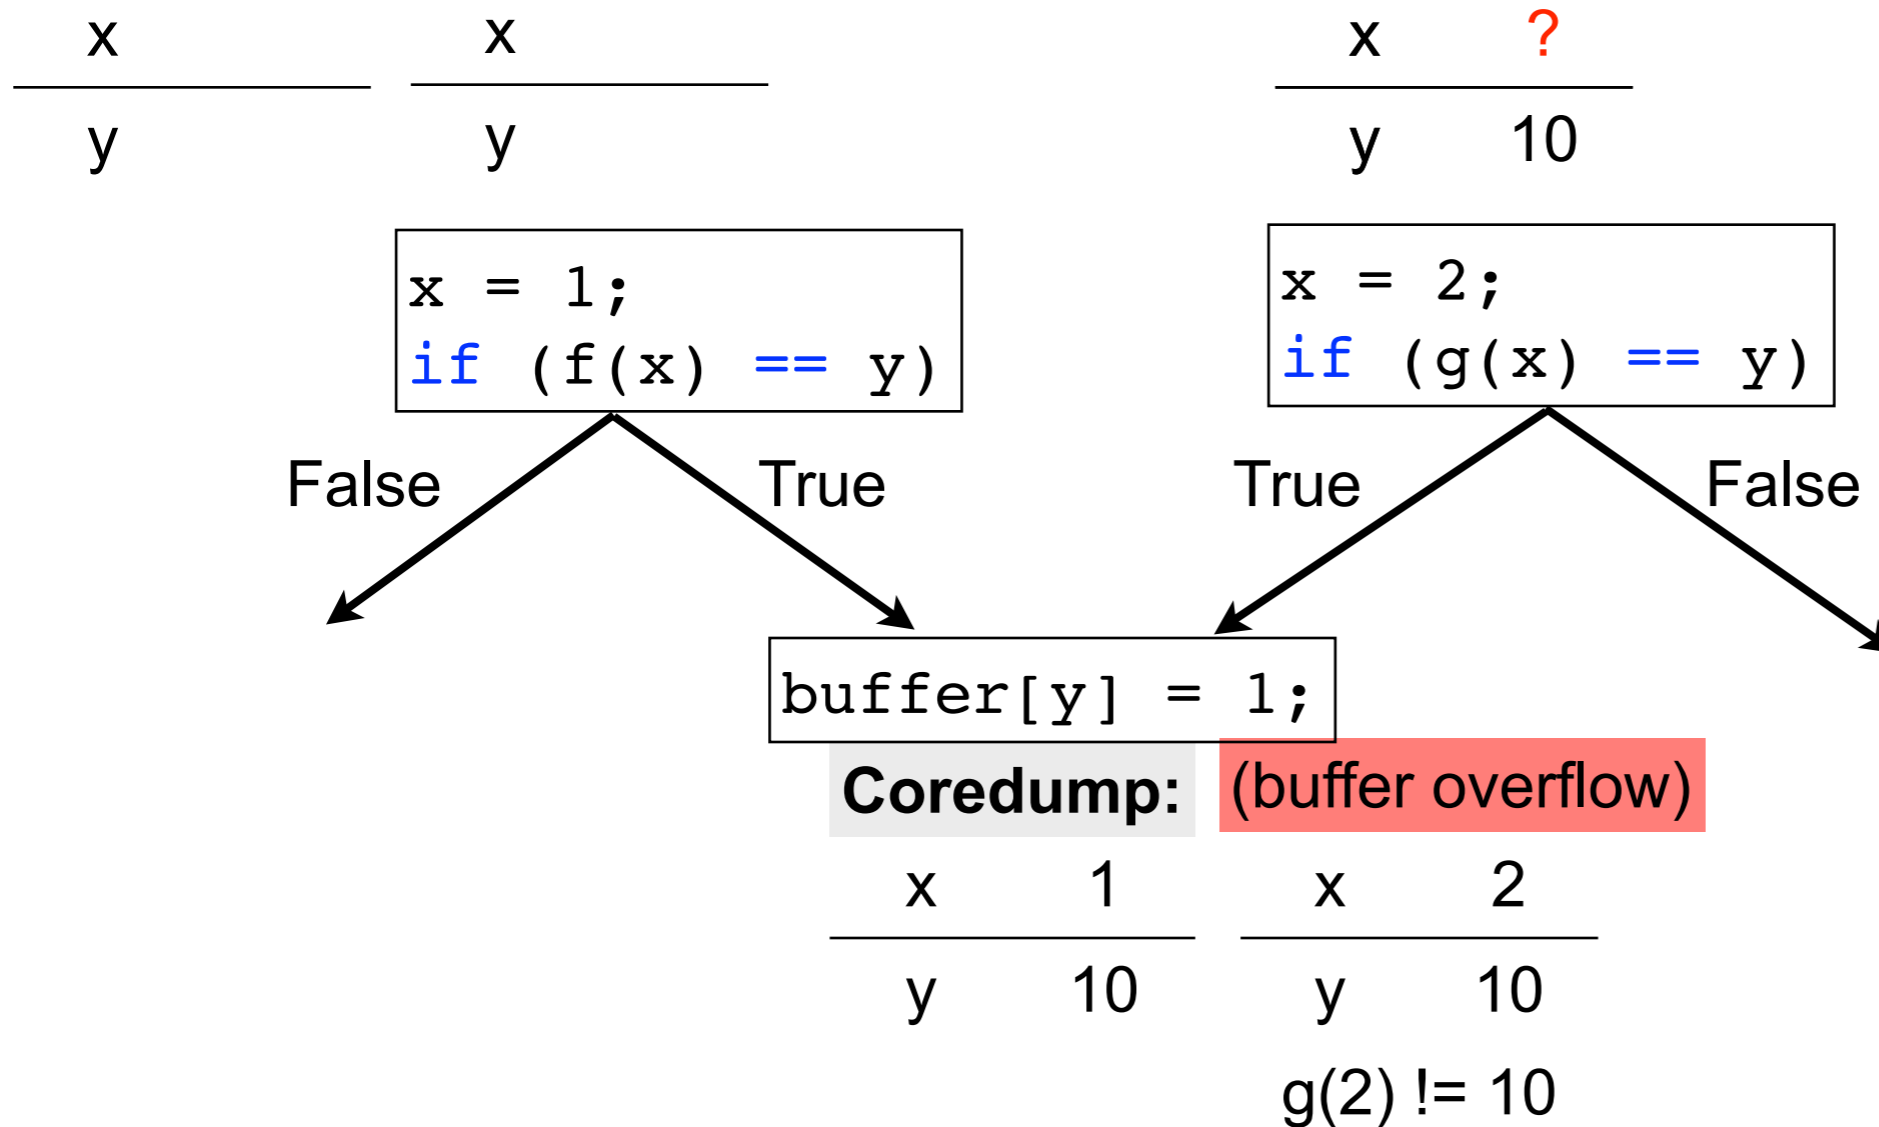 x
y
x
y
x ?
y 10
x = 1;
if (f(x) == y)
x = 2;
if (g(x) == y)
False
True
True
False
buffer[y] = 1;
Coredump: (buffer overflow)
x 1
y 10
x 2
y 10
g(2) != 10